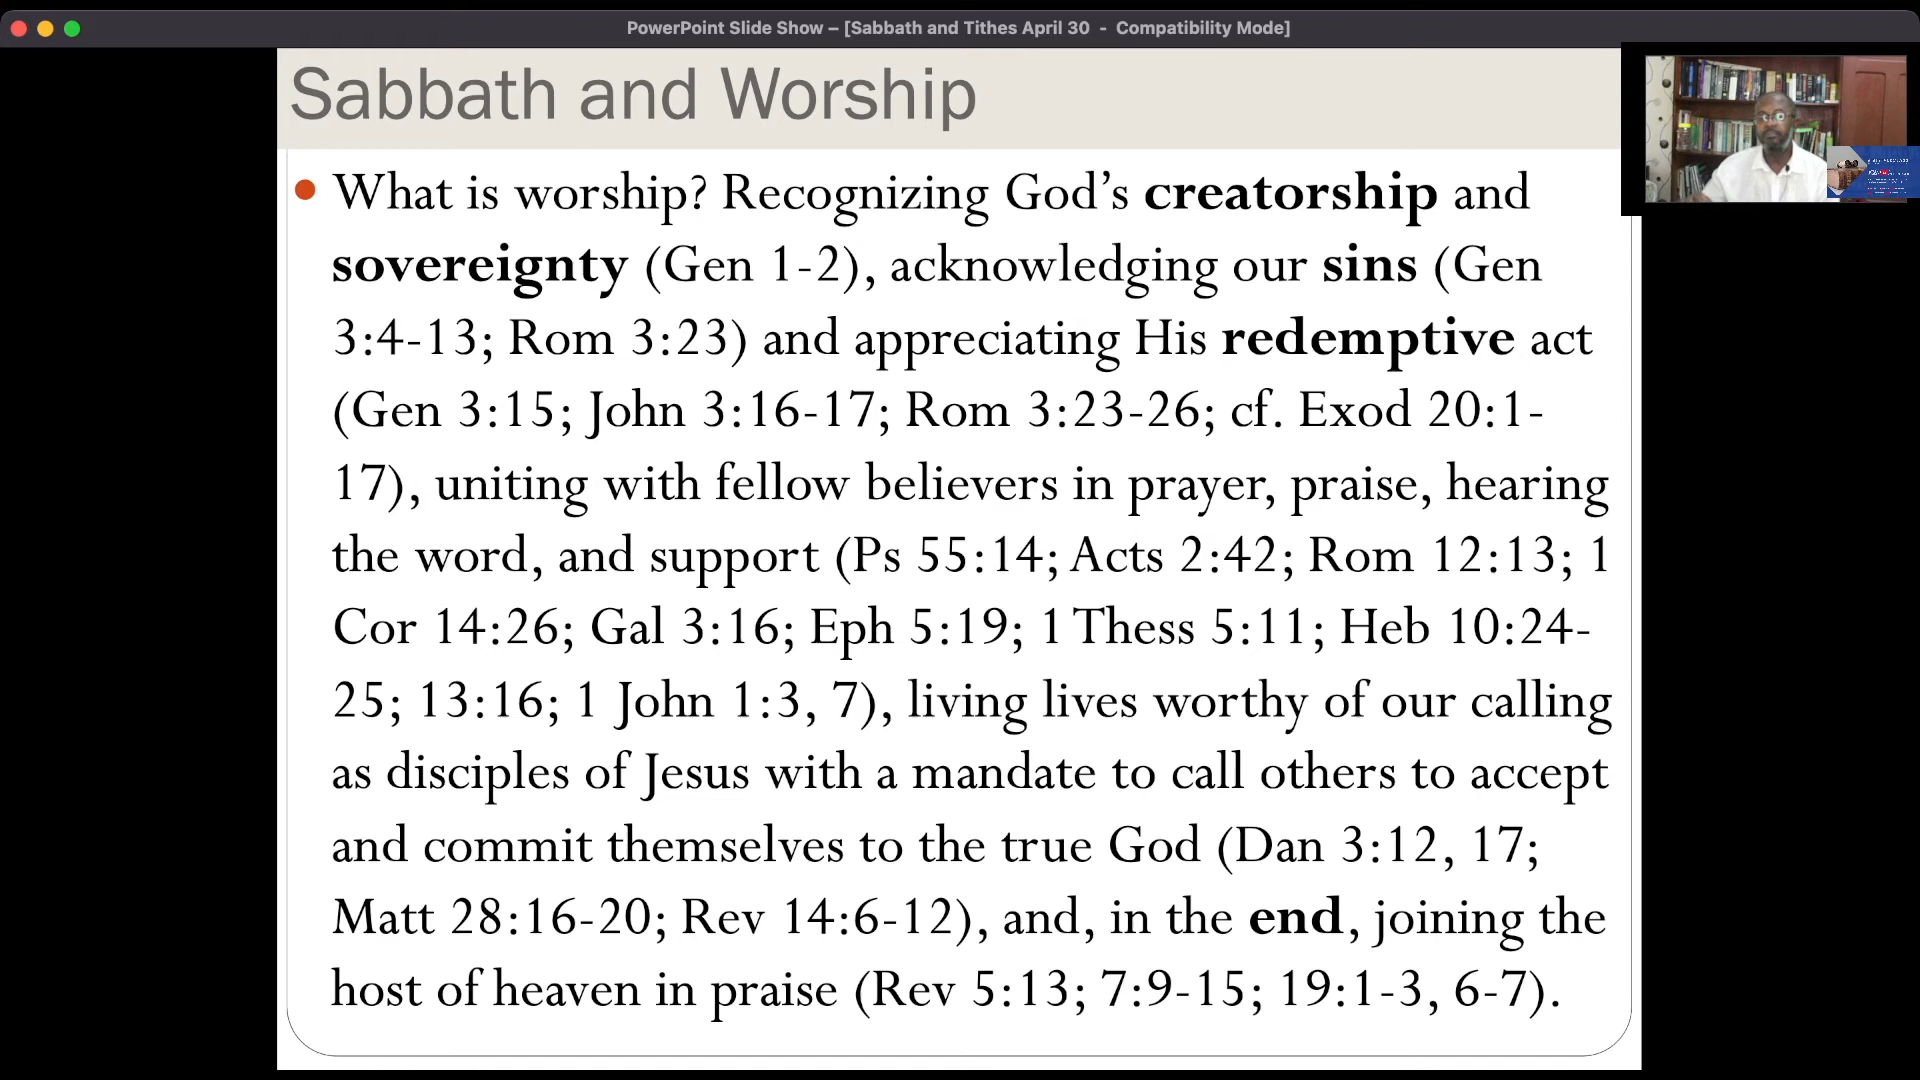 PowerPoint Slide Show – [Sabbath and Tithes April 30  -  Compatibility Mode]
Sabbath and Worship
• What is worship? Recognizing God’s creatorship and
sovereignty (Gen 1-2), acknowledging our sins (Gen
3:4-13; Rom 3:23) and appreciating His redemptive act
(Gen 3:15; John 3:16-17; Rom 3:23-26; cf. Exod 20:1-
17), uniting with fellow believers in prayer, praise, hearing
the word, and support (Ps 55:14; Acts 2:42; Rom 12:13; 1
Cor 14:26; Gal 3:16; Eph 5:19; 1 Thess 5:11; Heb 10:24-
25; 13:16; 1 John 1:3, 7), living lives worthy of our calling
as disciples of Jesus with a mandate to call others to accept
and commit themselves to the true God (Dan 3:12, 17;
Matt 28:16-20; Rev 14:6-12), and, in the end, joining the
host of heaven in praise (Rev 5:13; 7:9-15; 19:1-3, 6-7).